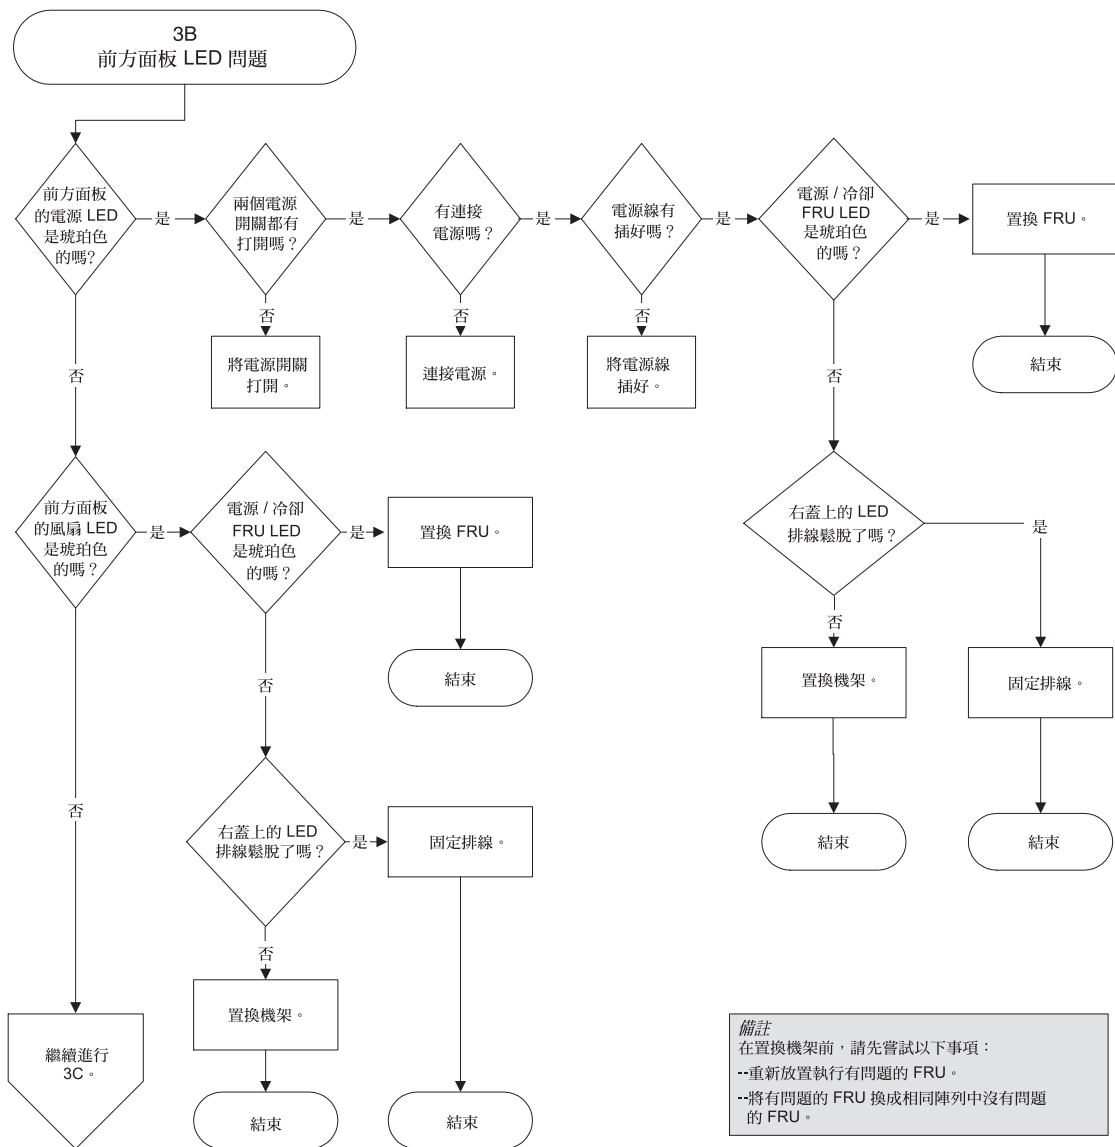 3B
前方面板 LED 問題
前方面板
的電源 LED
是琥珀色
的嗎?
是
兩個電源
開關都有
打開嗎？
是
有連接
電源嗎？
是
電源線有
插好嗎？
是
電源 / 冷卻
FRU LED
是琥珀色
的嗎？
是
置換 FRU。
結束
否
將電源開關
打開。
否
連接電源。
否
將電源線
插好。
否
否
前方面板
的風扇 LED
是琥珀色
的嗎？
是
電源 / 冷卻
FRU LED
是琥珀色
的嗎？
是
置換 FRU。
結束
右蓋上的 LED
排線鬆脫了嗎？
是
否
置換機架。
固定排線。
結束
結束
否
否
右蓋上的 LED
排線鬆脫了嗎？
是
固定排線。
否
置換機架。
結束
結束
繼續進行
3C。
備註
在置換機架前，請先嘗試以下事項：
--重新放置執行有問題的 FRU。
--將有問題的 FRU 換成相同陣列中沒有問題
的 FRU。